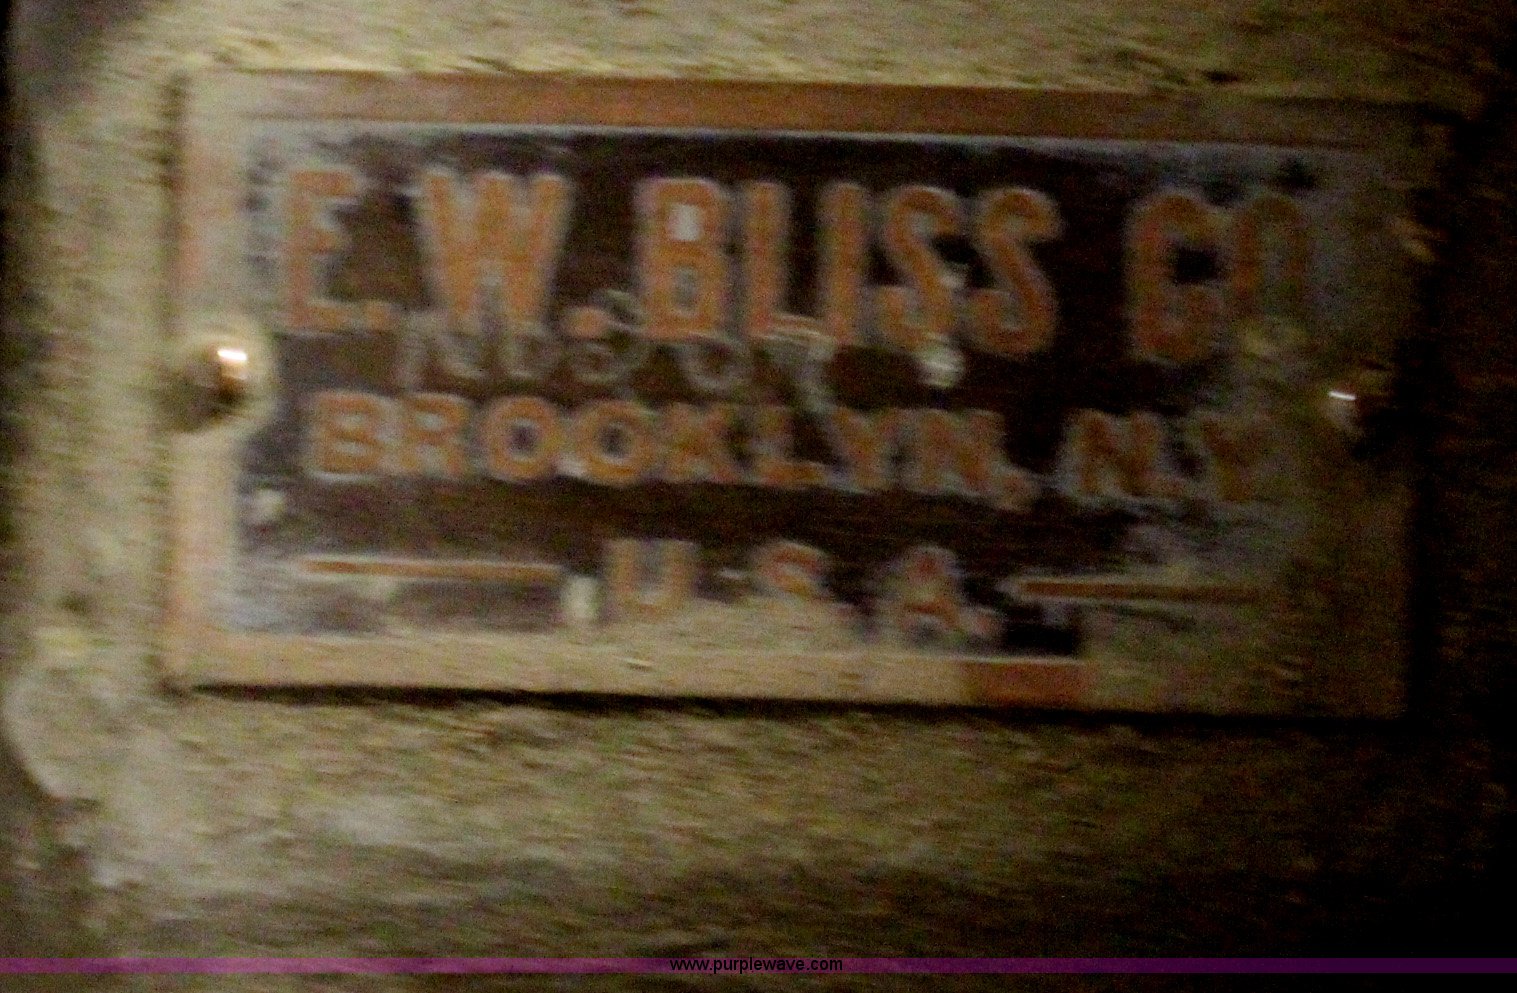 E. W. BLISS CO
BROOKLYN, N.Y
U. S. A.
www.purplewave.com